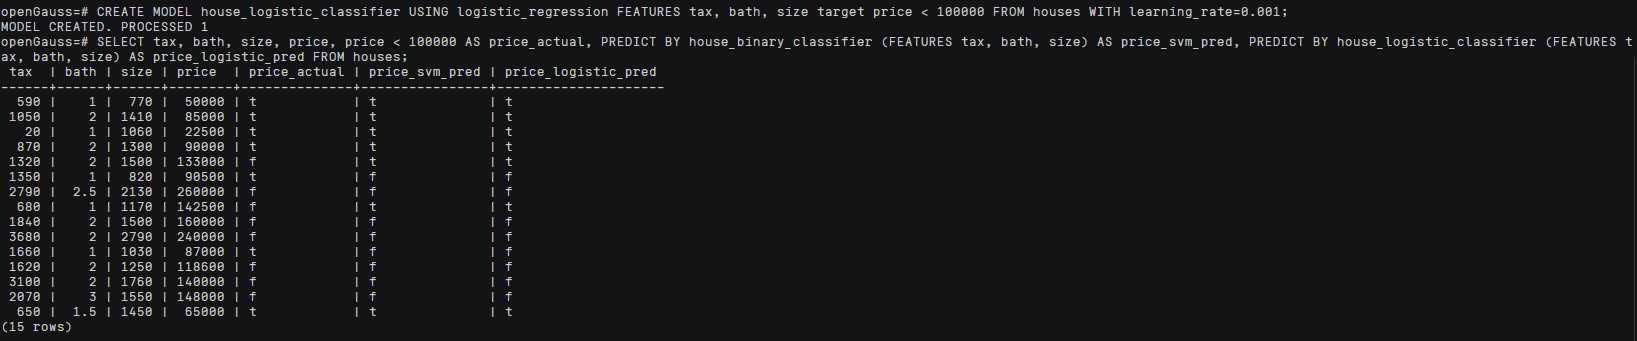 openGauss=# CREATE MODEL house_logistic_classifier USING logistic_regression FEATURES tax, bath, size target price < 100000 FROM houses WITH learning_rate=0.001;
MODEL CREATED. PROCESSED 1
openGauss=# SELECT tax, bath, size, price, price < 100000 AS price_actual, PREDICT BY house_binary_classifier (FEATURES tax, bath, size) AS price_svm_pred, PREDICT BY house_logistic_classifier (FEATURES t
ax, bath, size) AS price_logistic_pred FROM houses;
 tax  | bath | size | price  | price_actual | price_svm_pred | price_logistic_pred
------+------+------+--------+--------------+----------------+---------------------
  590 |    1 |  770 |  50000 | t            | t              | t
 1050 |    2 | 1410 |  85000 | t            | t              | t
   20 |    1 | 1060 |  22500 | t            | t              | t
  870 |    2 | 1300 |  90000 | t            | t              | t
 1320 |    2 | 1500 | 133000 | f            | t              | t
 1350 |    1 |  820 |  90500 | t            | f              | f
 2790 |  2.5 | 2130 | 260000 | f            | f              | f
  680 |    1 | 1170 | 142500 | f            | t              | t
 1840 |    2 | 1500 | 160000 | f            | f              | f
 3680 |    2 | 2790 | 240000 | f            | f              | f
 1660 |    1 | 1030 |  87000 | t            | f              | f
 1620 |    2 | 1250 | 118600 | f            | f              | f
 3100 |    2 | 1760 | 140000 | f            | f              | f
 2070 |    3 | 1550 | 148000 | f            | f              | f
  650 |  1.5 | 1450 |  65000 | t            | t              | t
(15 rows)